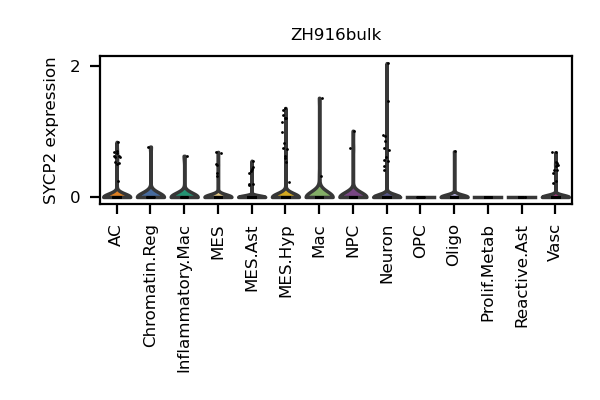 ZH916bulk
SYCP2 expression
2
0
AC
Chromatin.Reg
Inflammatory.Mac
MES
MES.Ast
MES.Hyp
Mac
NPC
Neuron
OPC
Oligo
Prolif.Metab
Reactive.Ast
Vasc